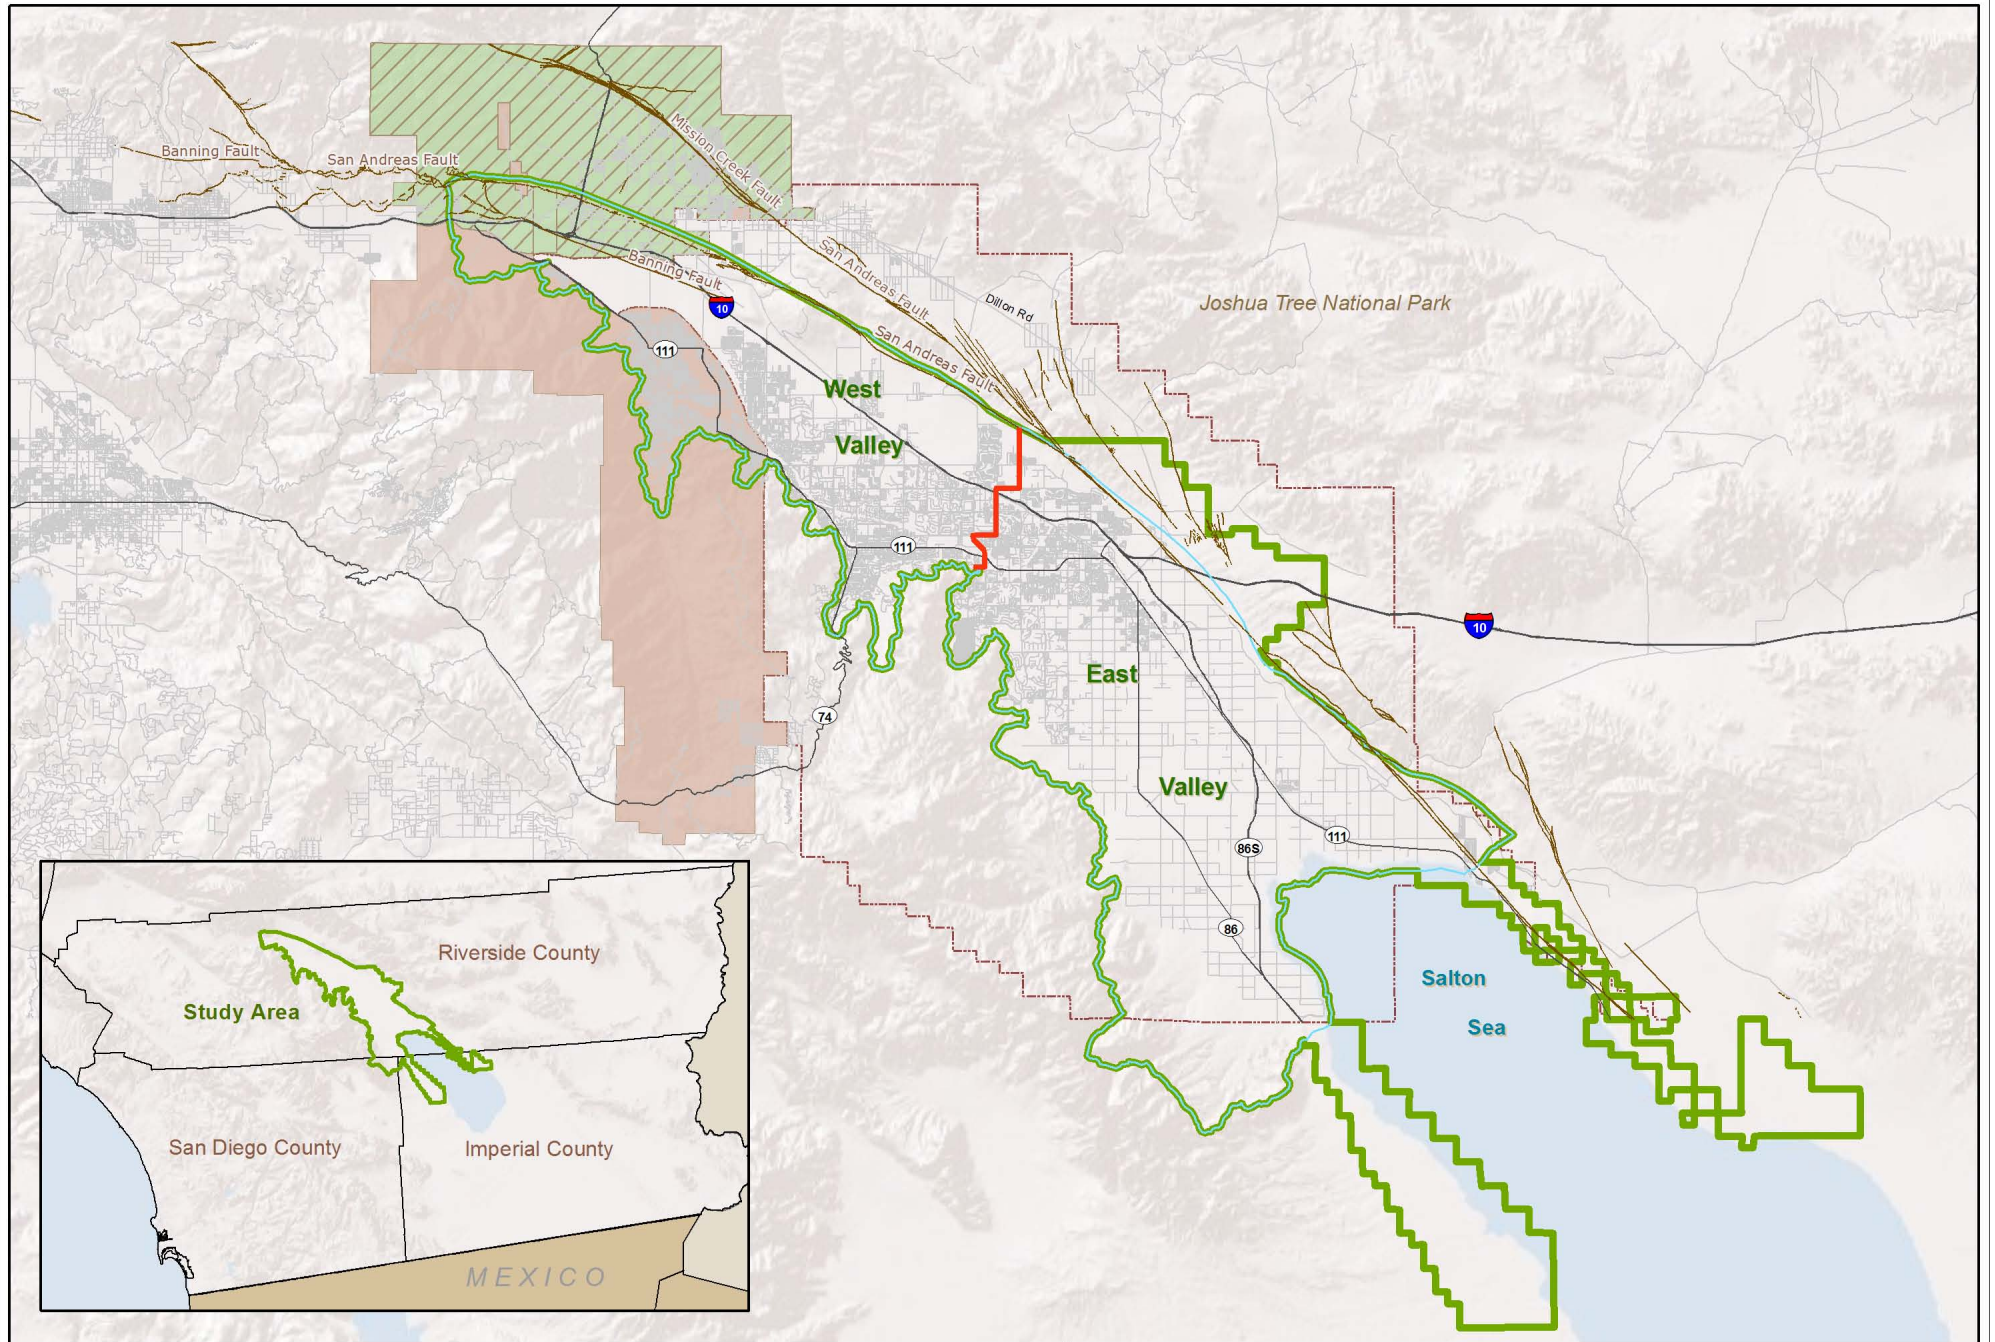 Mission Creek Fault
Banning Fault
San Andreas Fault
San Andreas Fault
Banning Fault
10
Dillon Rd
Joshua Tree National Park
San Andreas Fault
111
West
Valley
111
10
East
74
Valley
111
86S
86
Salton
Sea
Riverside County
Study Area
San Diego County
Imperial County
MEXICO